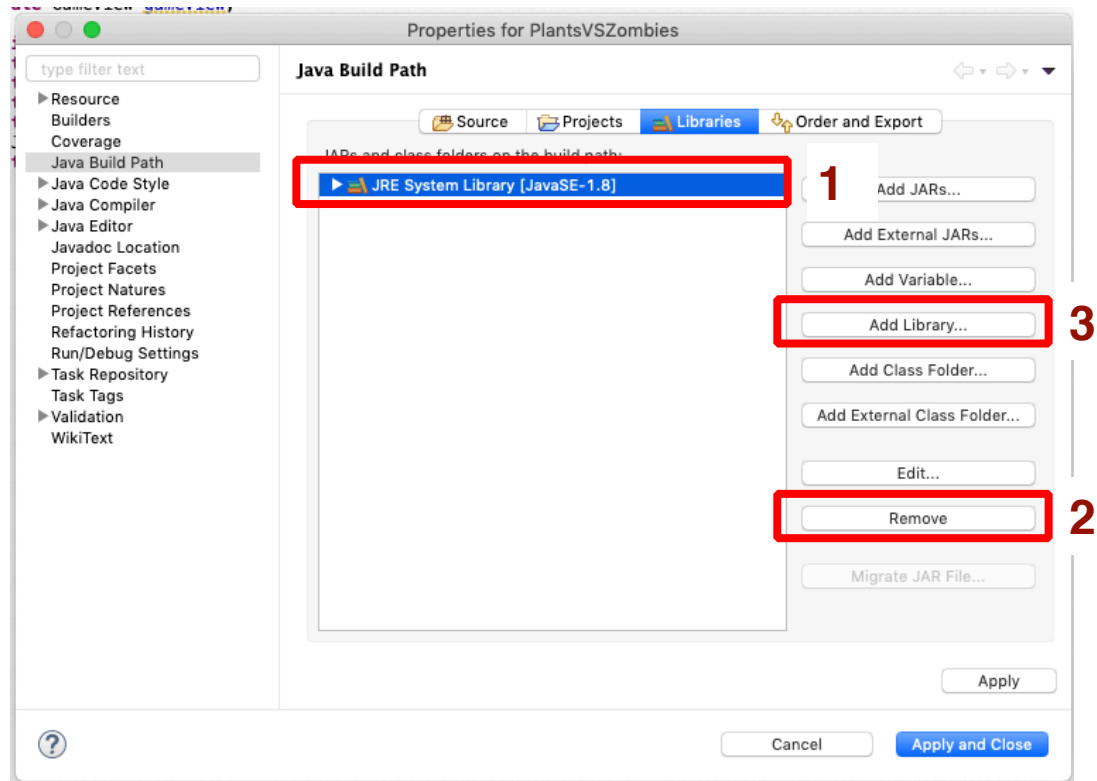 Properties for PlantsVSZombies
type filter text
Resource
Builders
Coverage
Java Build Path
Java Code Style
Java Compiler
Java Editor
Javadoc Location
Project Facets
Project Natures
Project References
Refactoring History
Run/Debug Settings
Task Repository
Task Tags
Validation
WikiText
Java Build Path
Source Projects Libraries Order and Export
JARs and class folders on the build path:
JRE System Library [JavaSE-1.8]
1
Add JARs...
Add External JARs...
Add Variable...
Add Library...
3
Add Class Folder...
Add External Class Folder...
Edit...
Remove
2
Migrate JAR File...
Apply
?
Cancel Apply and Close